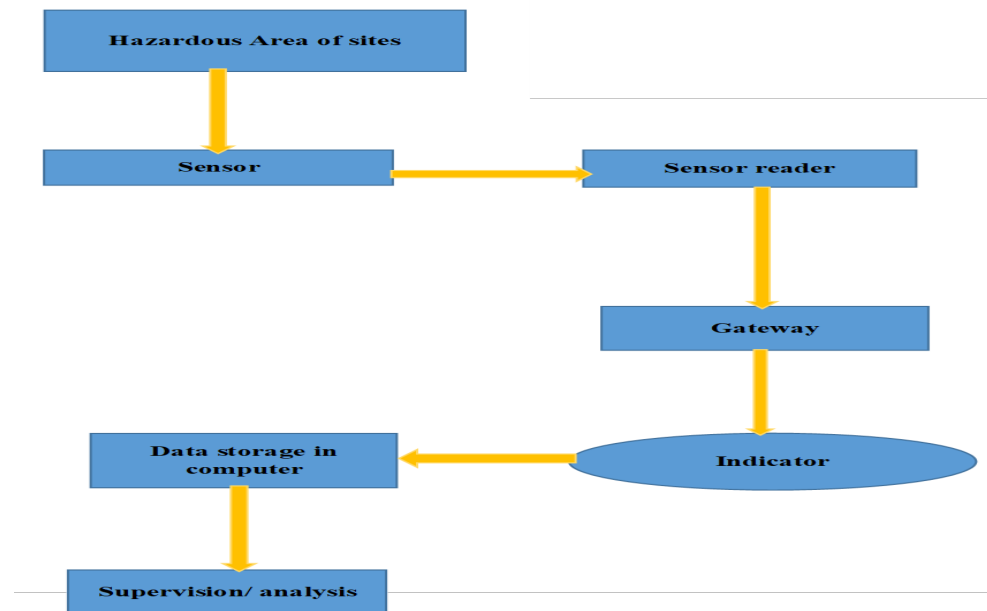 Hazardous Area of sites
Sensor
Sensor reader
Gateway
Indicator
Data storage in
computer
Supervision/ analysis